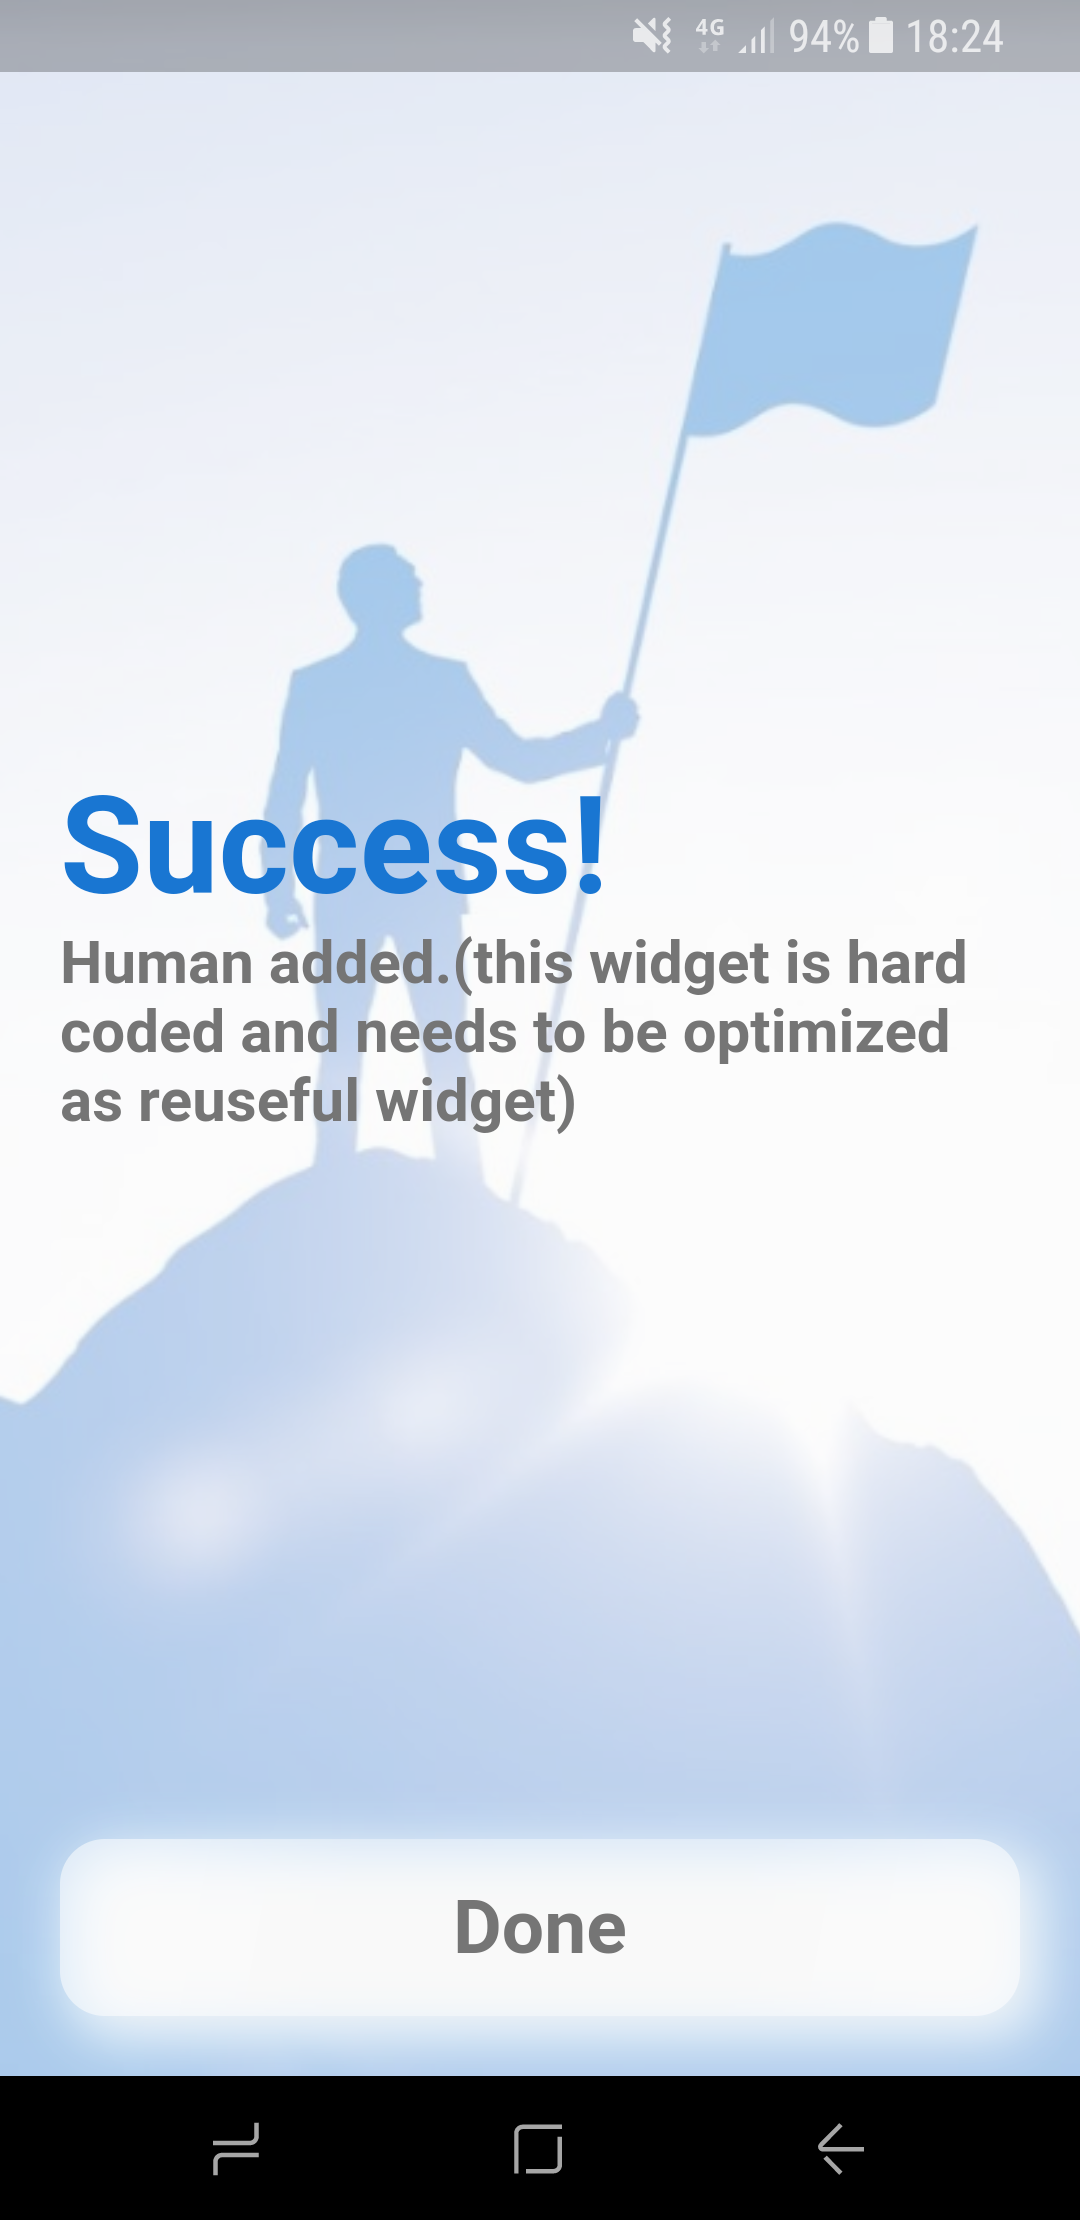 4G 94% 18:24
Success!
Human added.(this widget is hard
coded and needs to be optimized
as reuseful widget)
Done